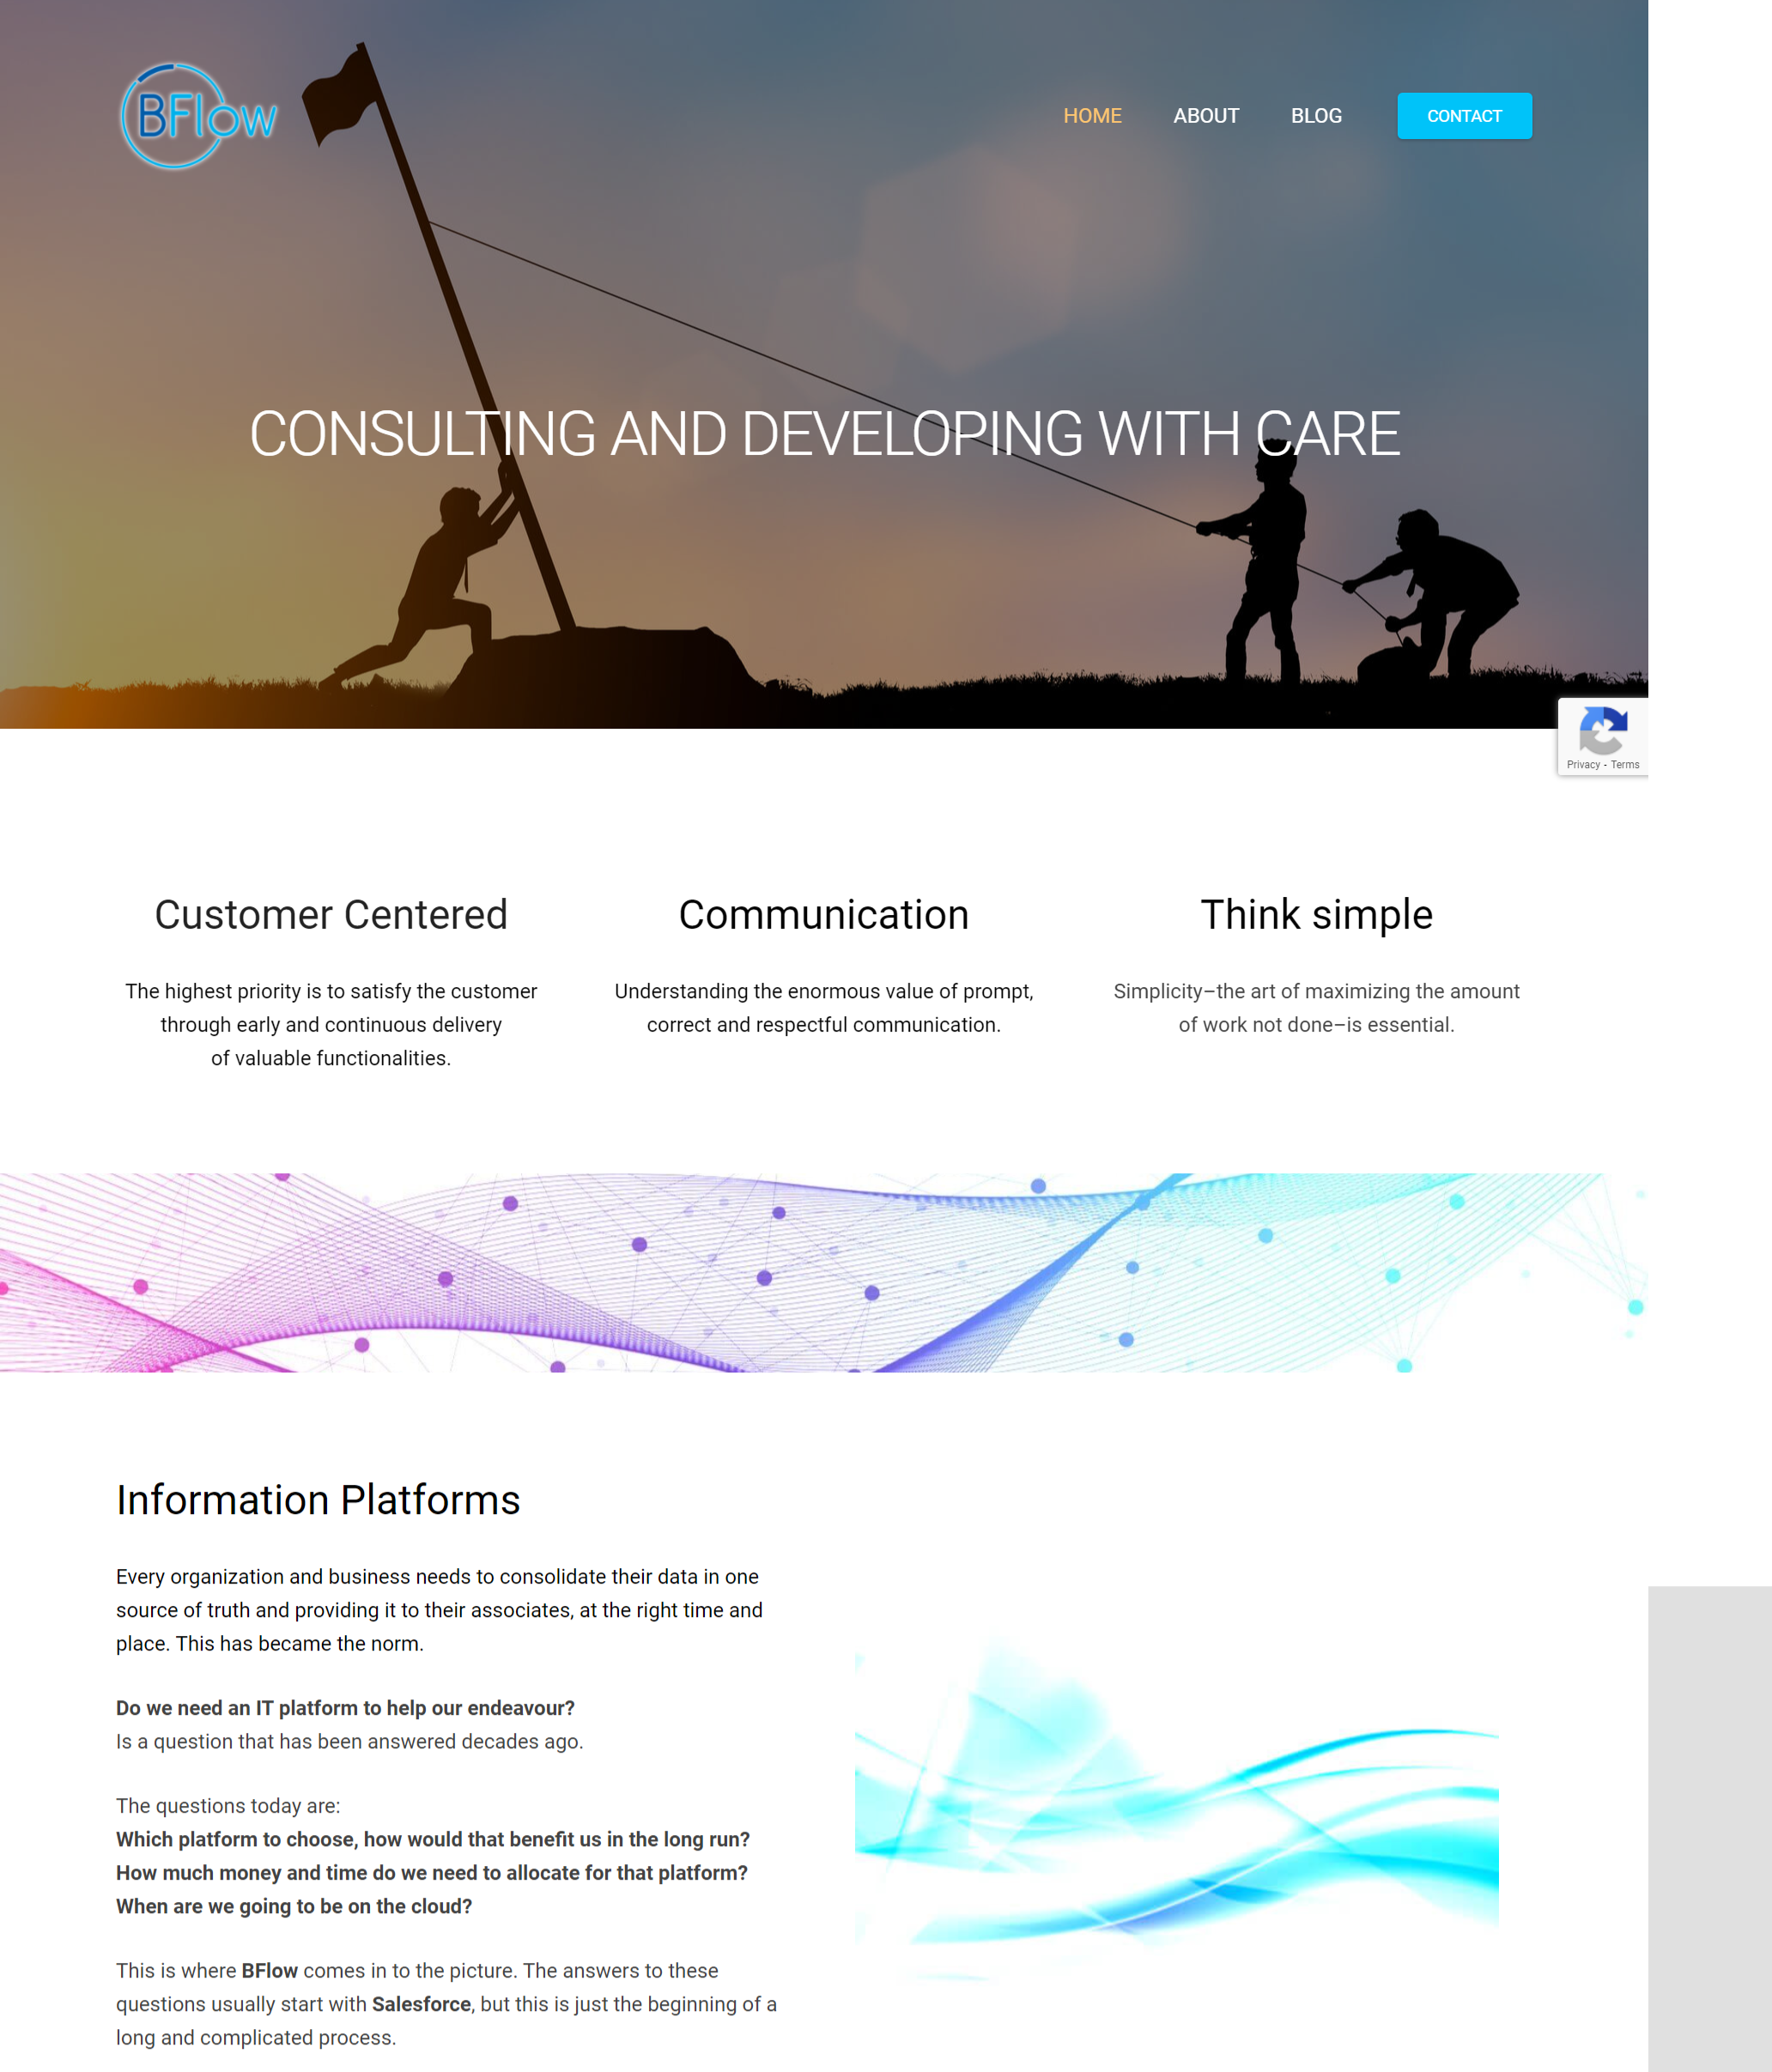 BFlow
HOME
ABOUT
BLOG
CONTACT
CONSULTING AND DEVELOPING WITH CARE
Privacy - Terms
Customer Centered
The highest priority is to satisfy the customer
through early and continuous delivery
of valuable functionalities.
Communication
Understanding the enormous value of prompt,
correct and respectful communication.
Think simple
Simplicity–the art of maximizing the amount
of work not done–is essential.
Information Platforms
Every organization and business needs to consolidate their data in one
source of truth and providing it to their associates, at the right time and
place. This has became the norm.
Do we need an IT platform to help our endeavour?
Is a question that has been answered decades ago.
The questions today are:
Which platform to choose, how would that benefit us in the long run?
How much money and time do we need to allocate for that platform?
When are we going to be on the cloud?
This is where BFlow comes in to the picture. The answers to these
questions usually start with Salesforce, but this is just the beginning of a
long and complicated process.